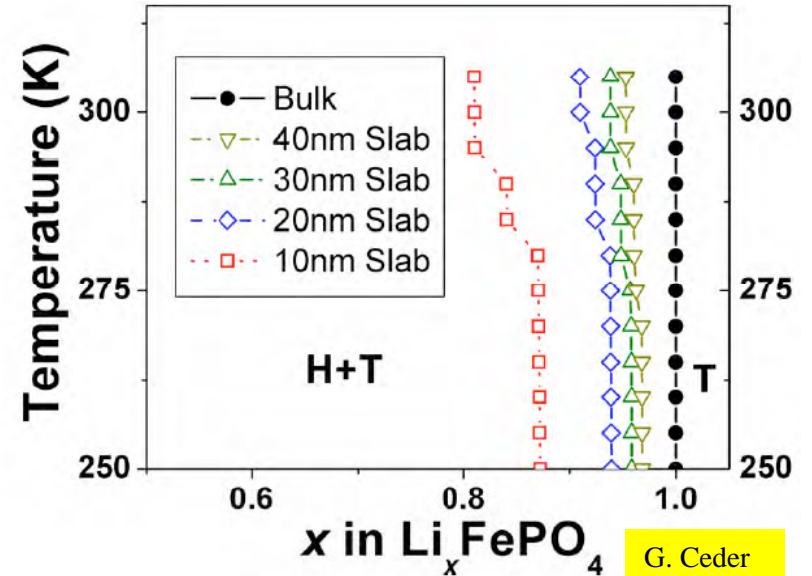 Temperature (K)
300
275
250
Bulk
40nm Slab
30nm Slab
20nm Slab
10nm Slab
H+T
T
300
275
250
0.6
0.8
1.0
x in LiₓFePO₄
G. Ceder